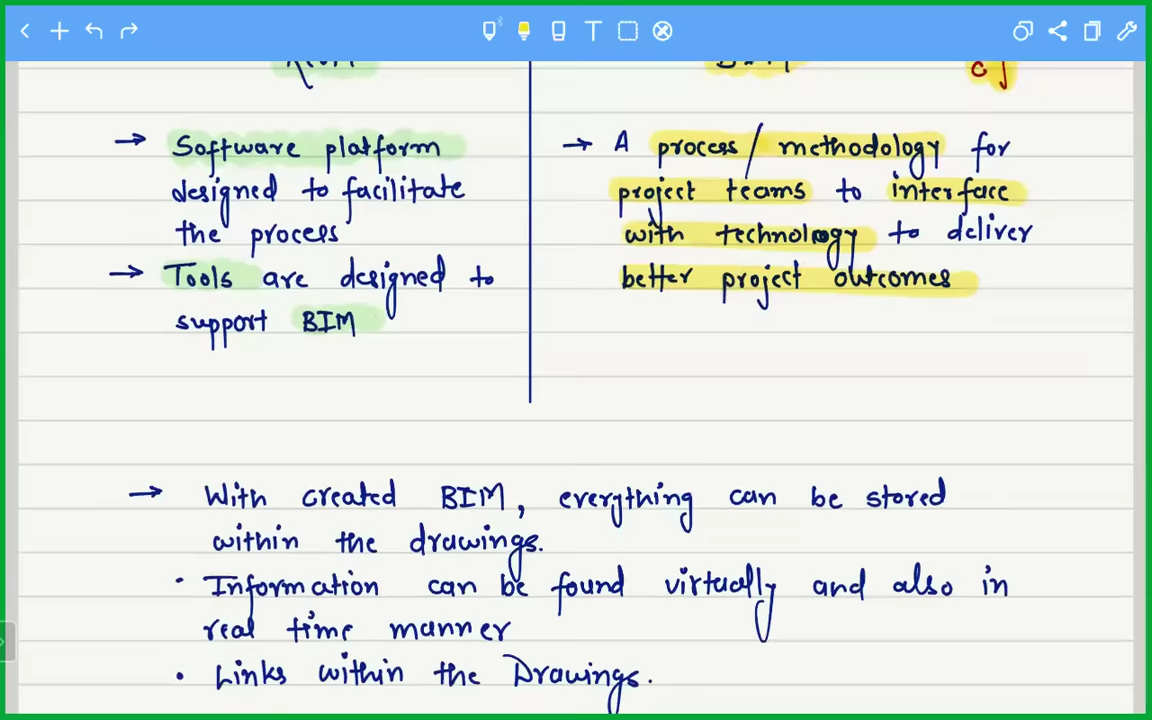 → Software platform
designed to facilitate
the process
→ Tools are designed to
support BIM
→ A process/methodology for
project teams to interface
with technology to deliver
better project outcomes
→ With created BIM, everything can be stored
within the drawings.
• Information can be found virtually and also in
real time manner
• Links within the Drawings.